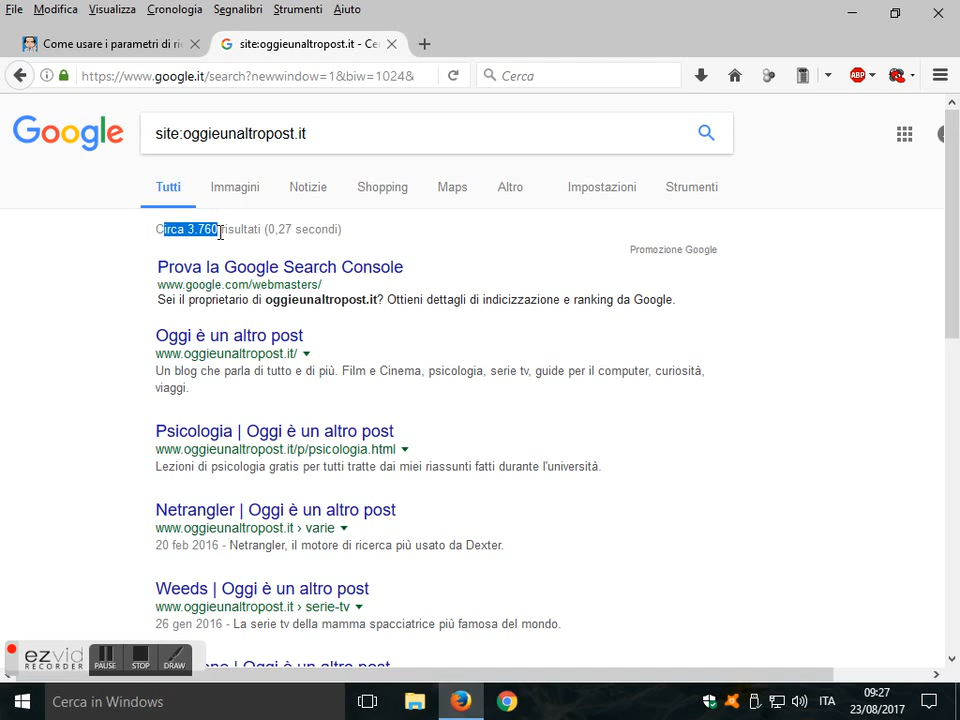 File Modifica Visualizza Cronologia Segnalibri Strumenti Aiuto
Come usare i parametri di ri
site:oggieunaltropost.it - Ce
https://www.google.it/search?newwindow=1&biw=1024&
Cerca
ABP
Google
site:oggieunaltropost.it
Tutti Immagini Notizie Shopping Maps Altro Impostazioni Strumenti
Circa 3.760 risultati (0,27 secondi)
Promozione Google
Prova la Google Search Console
www.google.com/webmasters/
Sei il proprietario di oggieunaltropost.it? Ottieni dettagli di indicizzazione e ranking da Google.
Oggi è un altro post
www.oggieunaltropost.it/
Un blog che parla di tutto e di più. Film e Cinema, psicologia, serie tv, guide per il computer, curiosità,
viaggi.
Psicologia | Oggi è un altro post
www.oggieunaltropost.it/p/psicologia.html
Lezioni di psicologia gratis per tutti tratte dai miei riassunti fatti durante l'università.
Netrangler | Oggi è un altro post
www.oggieunaltropost.it › varie
20 feb 2016 - Netrangler, il motore di ricerca più usato da Dexter.
Weeds | Oggi è un altro post
www.oggieunaltropost.it › serie-tv
26 gen 2016 - La serie tv della mamma spacciatrice più famosa del mondo.
Oggi è un altro post
ezvid
RECORDER
PAUSE STOP DRAW
Cerca in Windows
ITA
09:27
23/08/2017